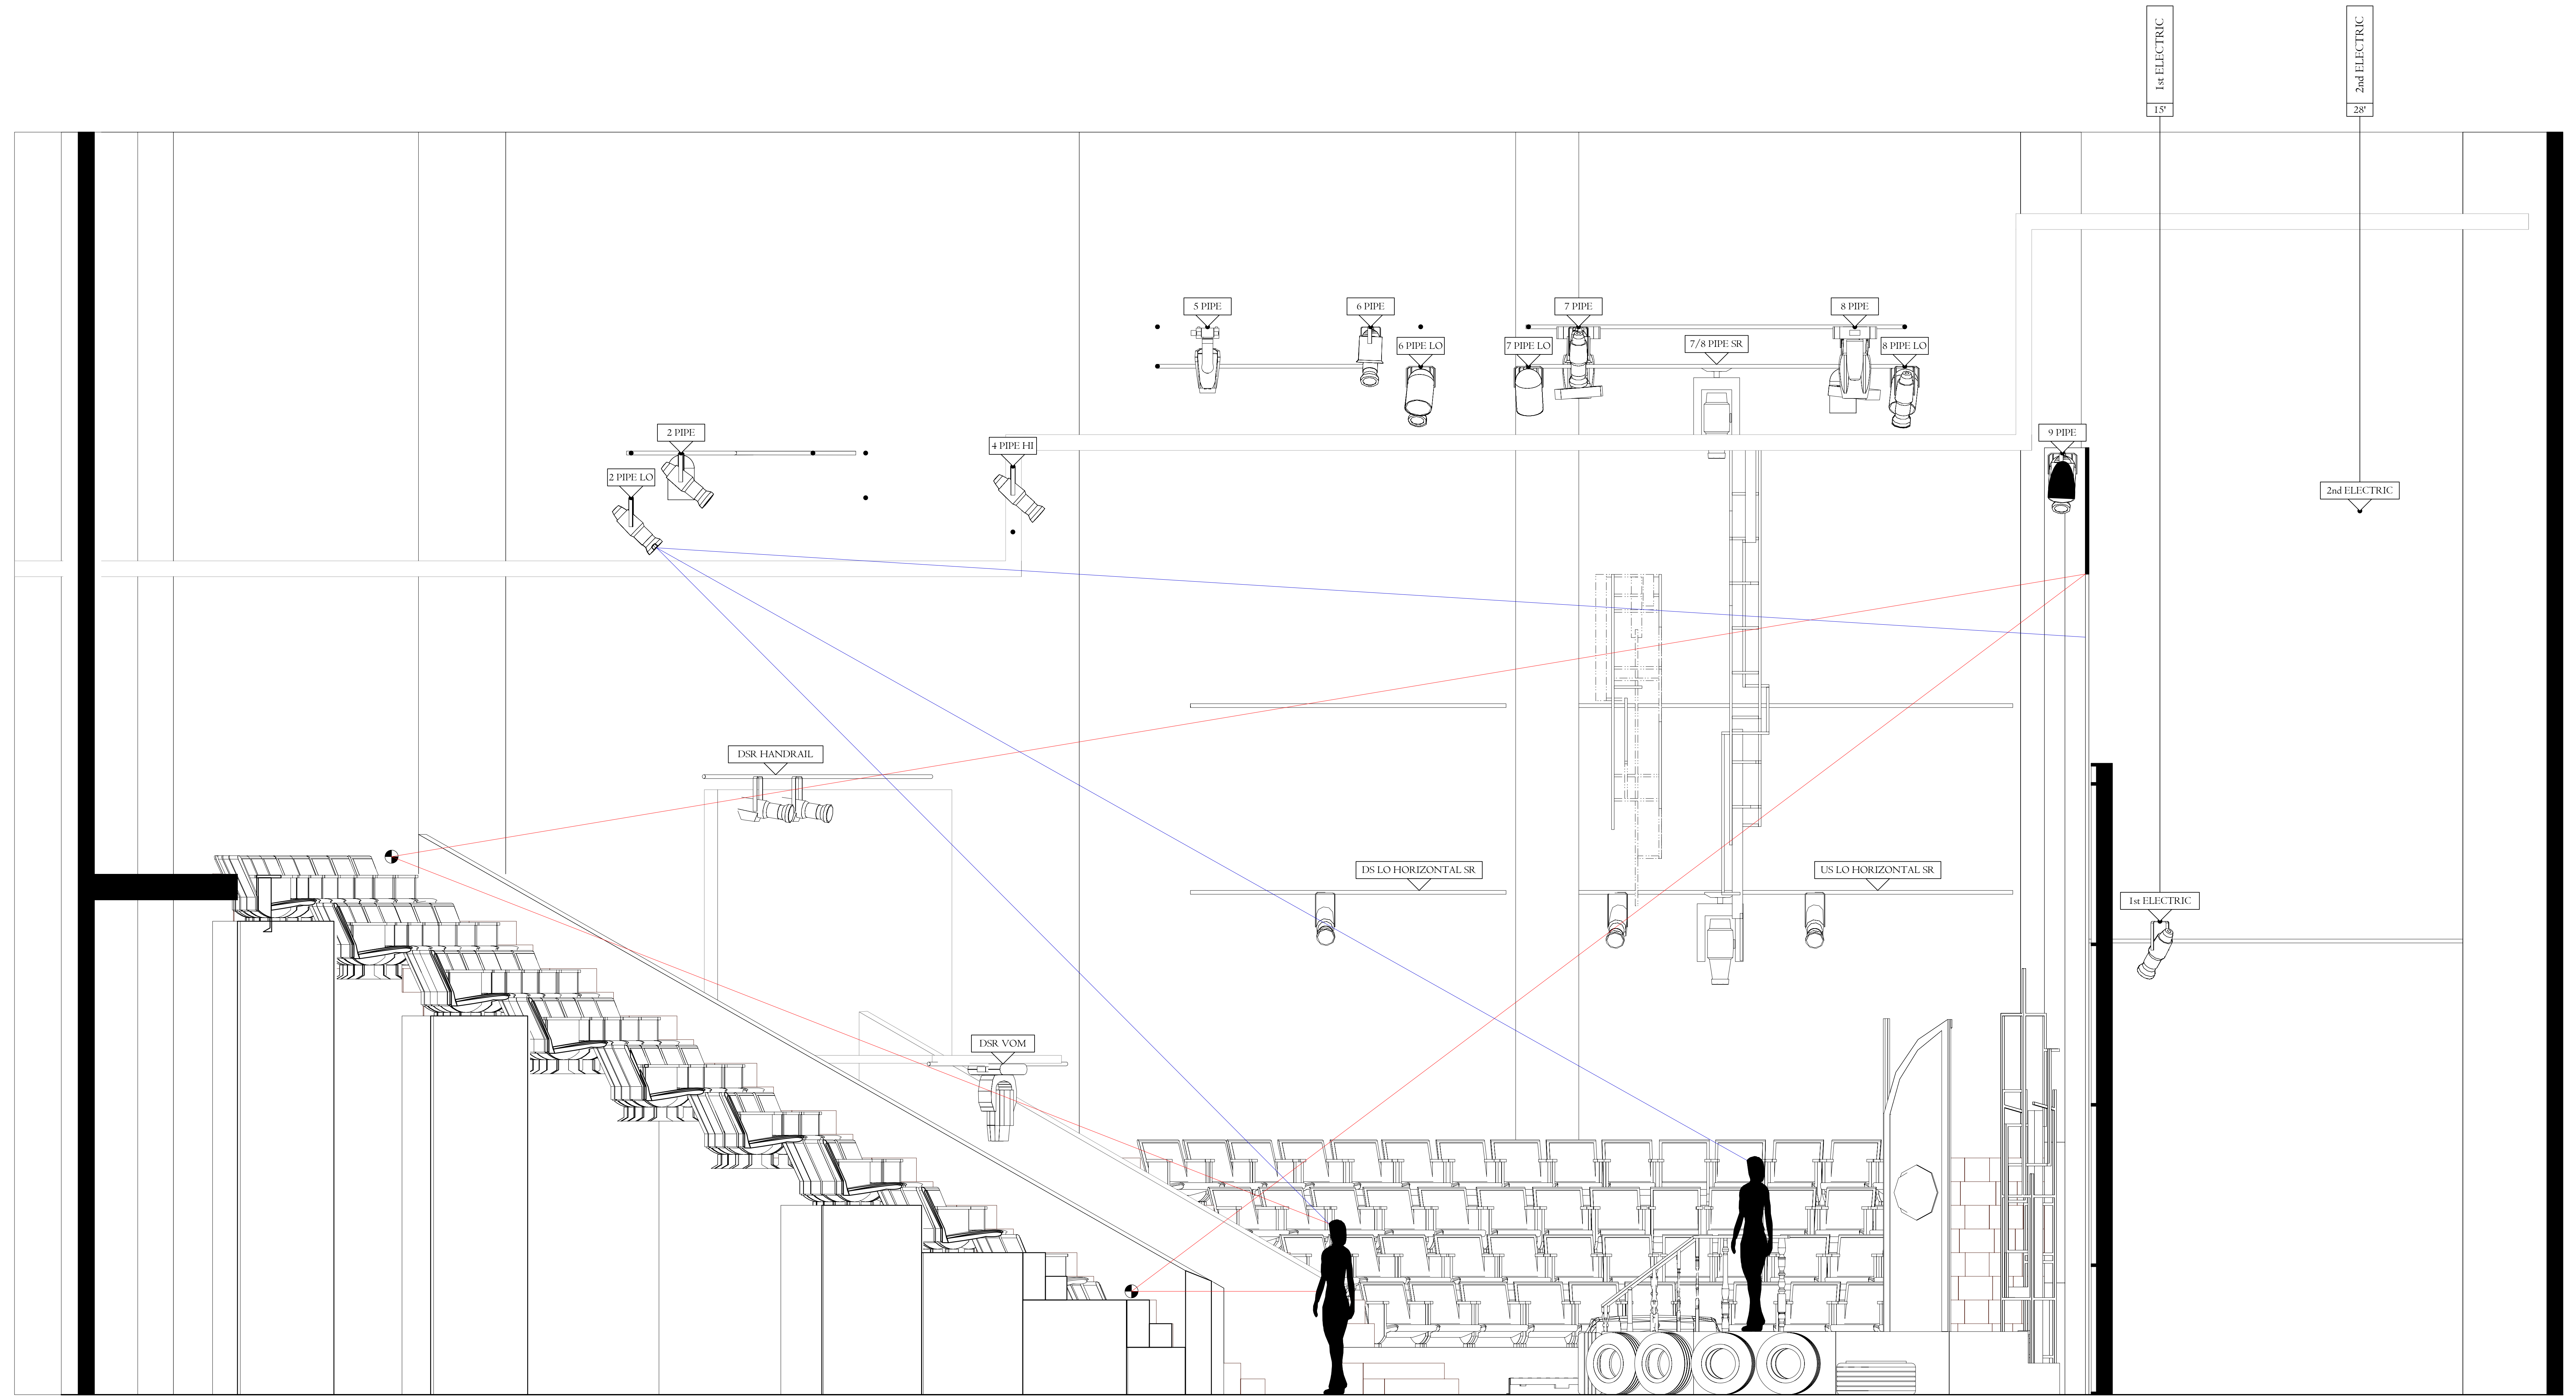 1st ELECTRIC
15'
2nd ELECTRIC
28'
5 PIPE
6 PIPE
7 PIPE
8 PIPE
6 PIPE LO
7 PIPE LO
7/8 PIPE SR
8 PIPE LO
2 PIPE
9 PIPE
4 PIPE HI
2 PIPE LO
2nd ELECTRIC
DSR HANDRAIL
DS LO HORIZONTAL SR
US LO HORIZONTAL SR
1st ELECTRIC
DSR VOM